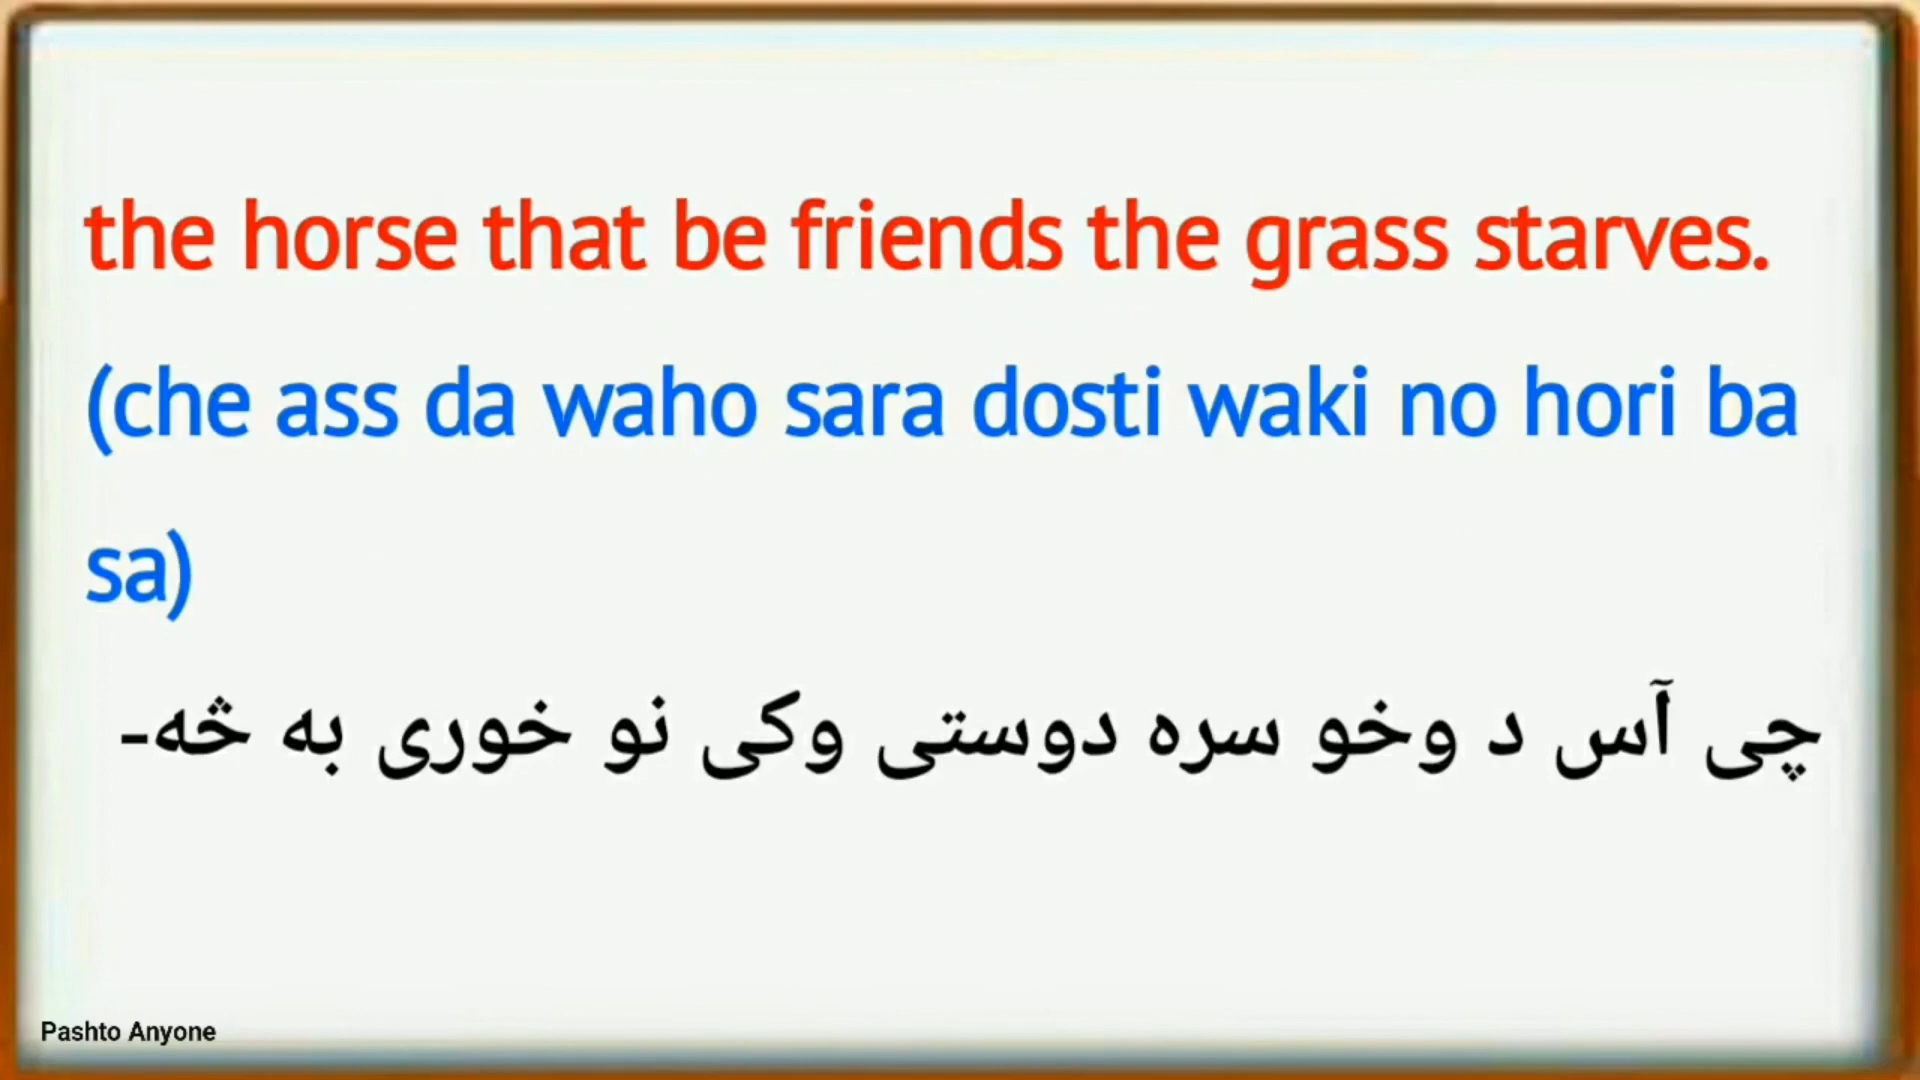 the horse that be friends the grass starves.
(che ass da waho sara dosti waki no hori ba
sa)
چی آس د وخو سره دوستی وکی نو خوری به څه-
Pashto Anyone